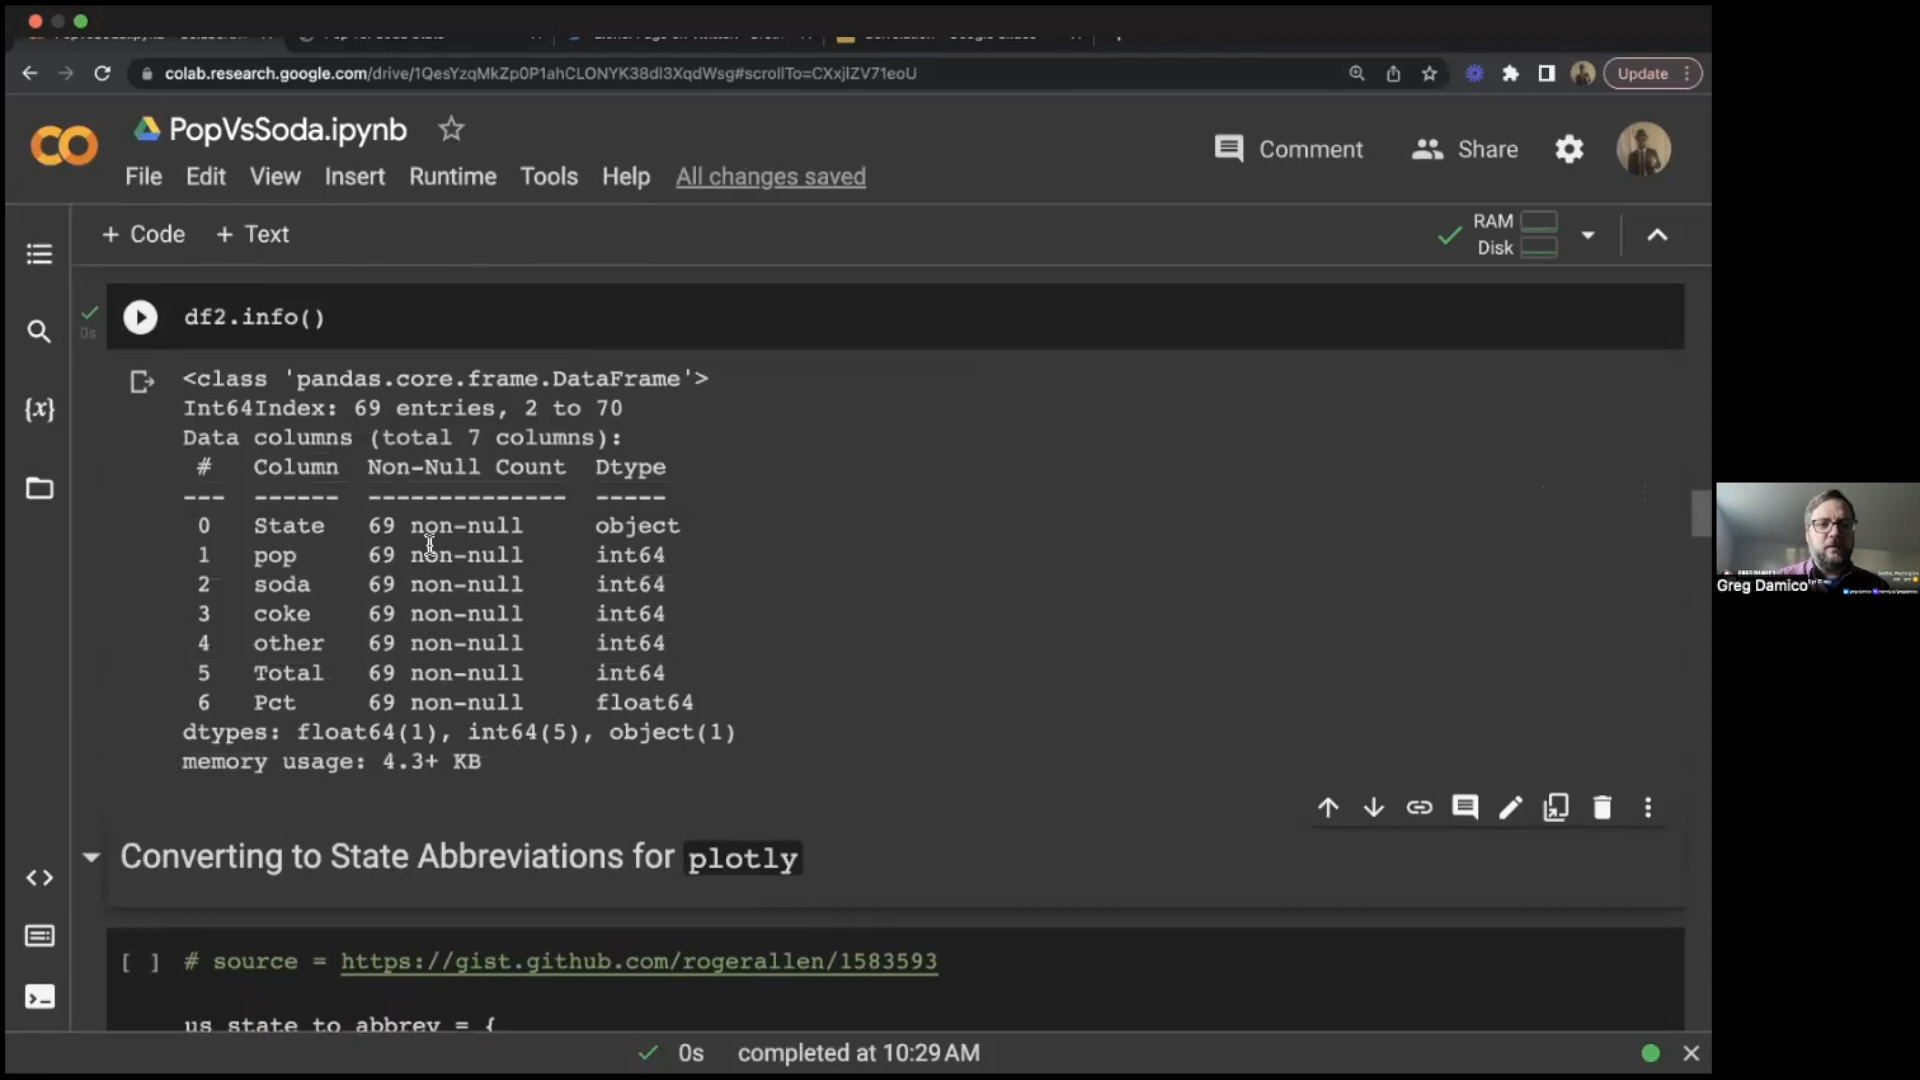 colab.research.google.com/drive/1QesYzqMkZp0P1ahCLONYK38dI3XqdWsg#scrollTo=CXxjlZV71eoU
Update
PopVsSoda.ipynb
Comment
Share
File Edit View Insert Runtime Tools Help All changes saved
+ Code + Text
RAM
Disk
df2.info()
0s
<class 'pandas.core.frame.DataFrame'>
Int64Index: 69 entries, 2 to 70
Data columns (total 7 columns):
# Column Non-Null Count Dtype
--- ------ -------------- -----
0 State 69 non-null object
1 pop 69 non-null int64
2 soda 69 non-null int64
3 coke 69 non-null int64
4 other 69 non-null int64
5 Total 69 non-null int64
6 Pct 69 non-null float64
dtypes: float64(1), int64(5), object(1)
memory usage: 4.3+ KB
Converting to State Abbreviations for plotly
[ ] # source = https://gist.github.com/rogerallen/1583593
us_state_to_abbrev = {
0s completed at 10:29 AM
Greg Damico